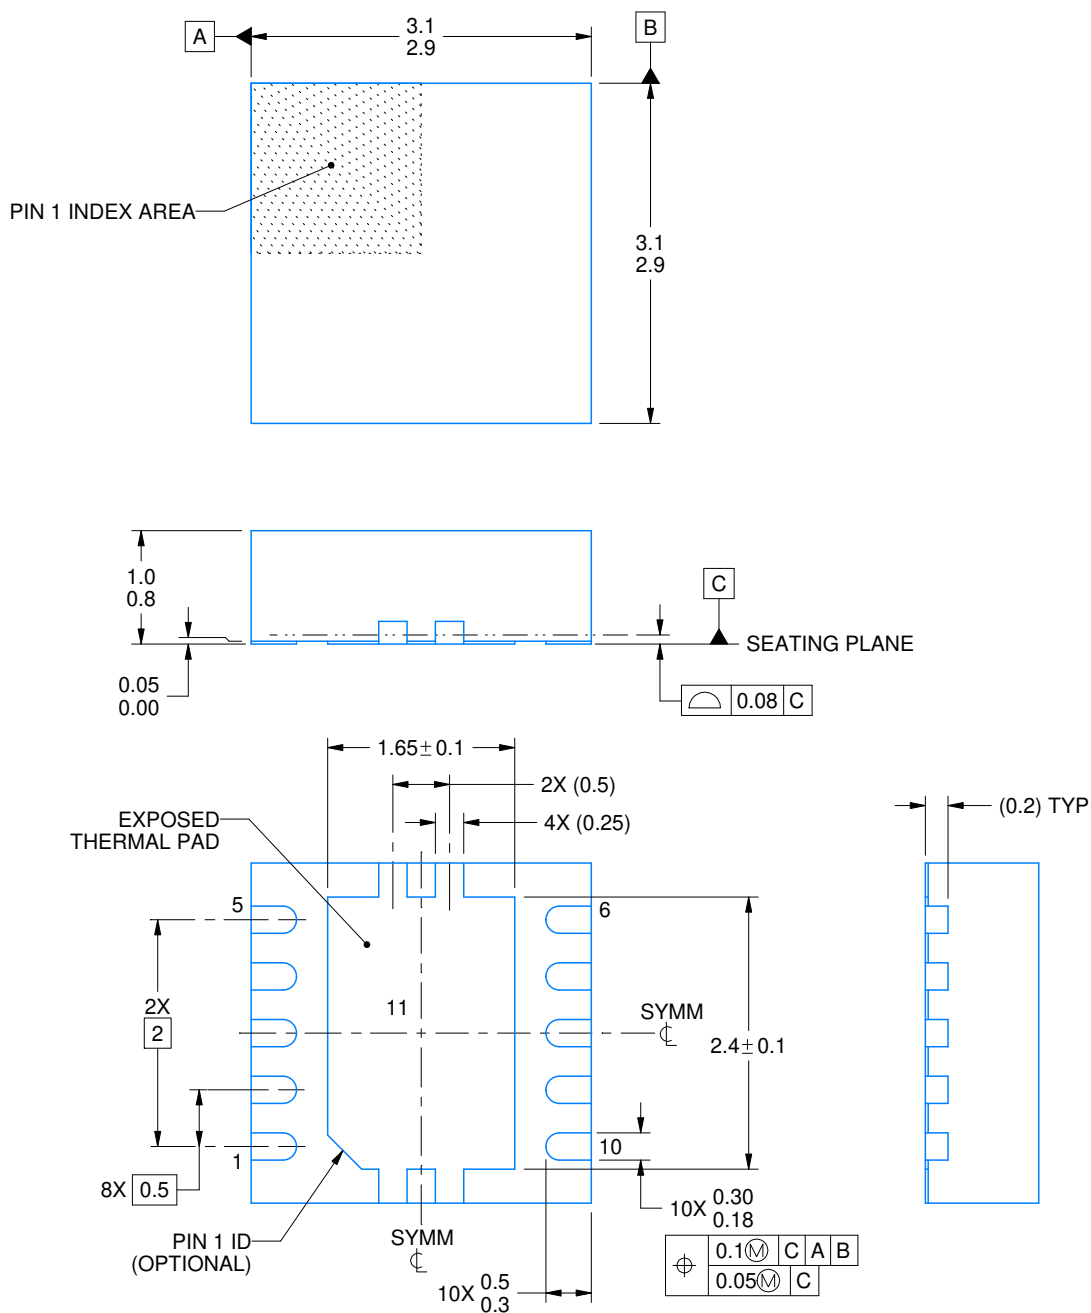 A
3.1
2.9
B
PIN 1 INDEX AREA
3.1
2.9
1.0
0.8
C
SEATING PLANE
0.05
0.00
0.08 C
1.65± 0.1
2X (0.5)
4X (0.25)
(0.2) TYP
EXPOSED
THERMAL PAD
5
6
2X
2
11
SYMM
2.4± 0.1
1
10
8X 0.5
10X 0.30
0.18
PIN 1 ID
(OPTIONAL)
SYMM
0.1Ⓜ C A B
0.05Ⓜ C
10X 0.5
0.3